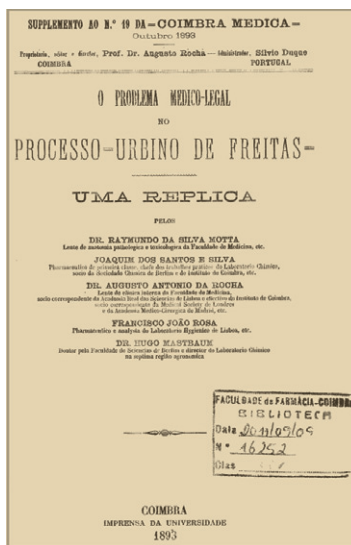 SUPPLEMENTO AO N.º 19 DA=COIMBRA MEDICA=
Outubro 1893
Proprietario, editor e director, Prof. Dr. Augusto Rocha—Administrador, Silvio Duque
COIMBRA PORTUGAL
O PROBLEMA MEDICO-LEGAL
NO
PROCESSO=URBINO DE FREITAS=
UMA REPLICA
PELOS
DR. RAYMUNDO DA SILVA MOTTA
Lente de anatomia pathologica e toxicologica da Faculdade de Medicina, etc.
JOAQUIM DOS SANTOS E SILVA
Pharmaceutico de primeira classe, chefe dos trabalhos praticos do Laboratorio Chimico,
socio da Sociedade Chimica de Berlim e do Instituto de Coimbra, etc.
DR. AUGUSTO ANTONIO DA ROCHA
Lente de clinica interna da Faculdade de Medicina,
socio correspondente da Academia Real das Sciencias de Lisboa e effectivo do Instituto de Coimbra,
socio correspondente da Medical Society de Londres
e da Academia Medico-Cirurgica de Madrid, etc.
FRANCISCO JOÃO ROSA
Pharmaceutico e analysta do Laboratorio Hygienico de Lisboa, etc.
DR. HUGO MASTBAUM
Doutor pela Faculdade de Sciencias de Berlim e director do Laboratorio Chimico
na septima região agronomica
FACULDADE de FARMÁCIA-COIMBRA
BIBLIOTECA
Data 2011/09/09
N.º 16252
Clas
COIMBRA
IMPRENSA DA UNIVERSIDADE
1893